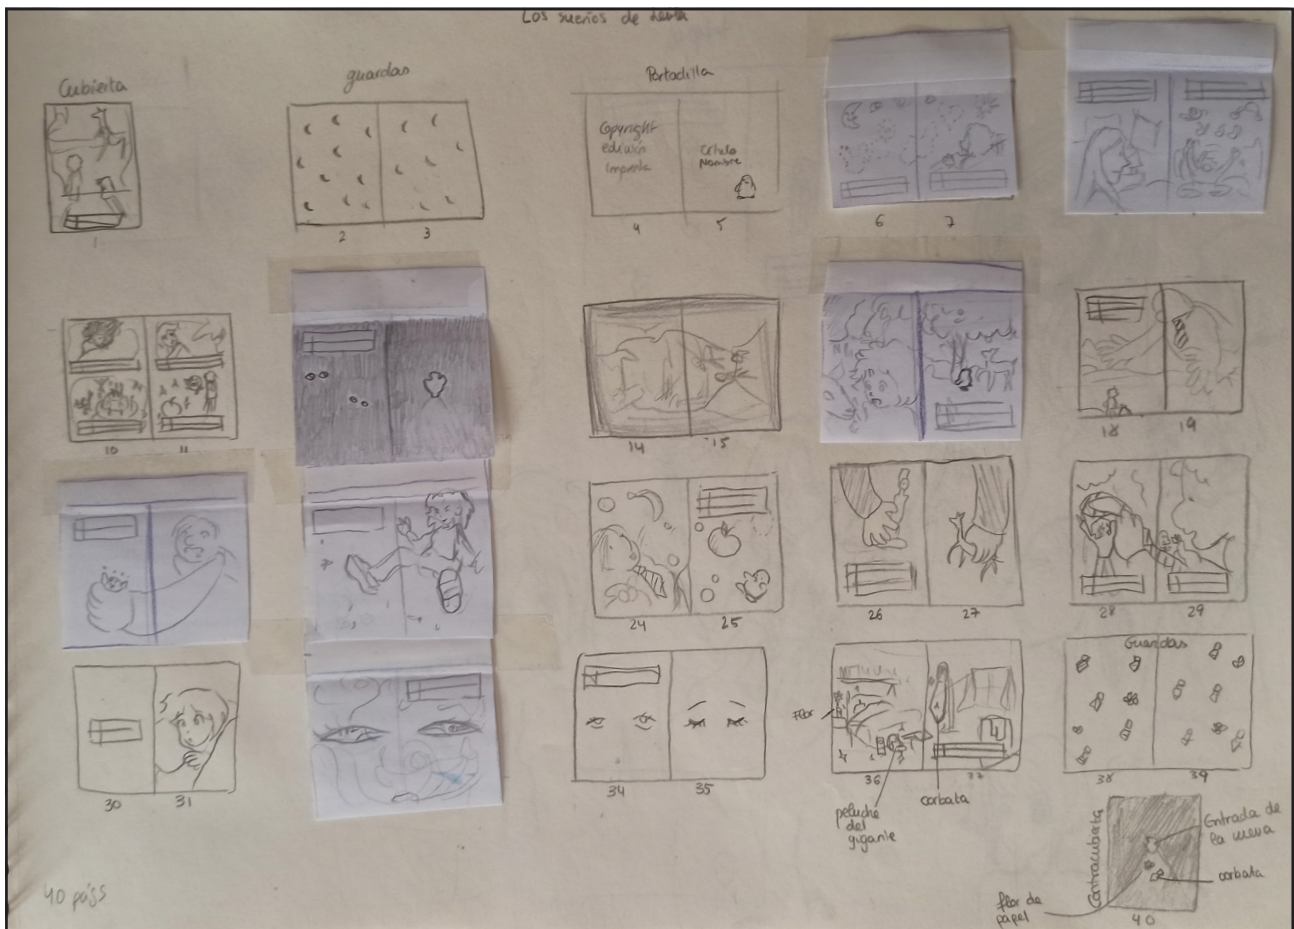 Los sueños de
Cubierta
1
guardas
2 3
Portadilla
Copyright
edición
Imprenta
título
Nombre
4 5
6 7
10 11
14 15
18 19
24 25
26 27
28 29
30 31
34 35
Flor
36 37
peluche
del
gigante
corbata
Guardas
38 39
Contracubierta
Entrada de
la cueva
corbata
flor de
papel
40
40 págs